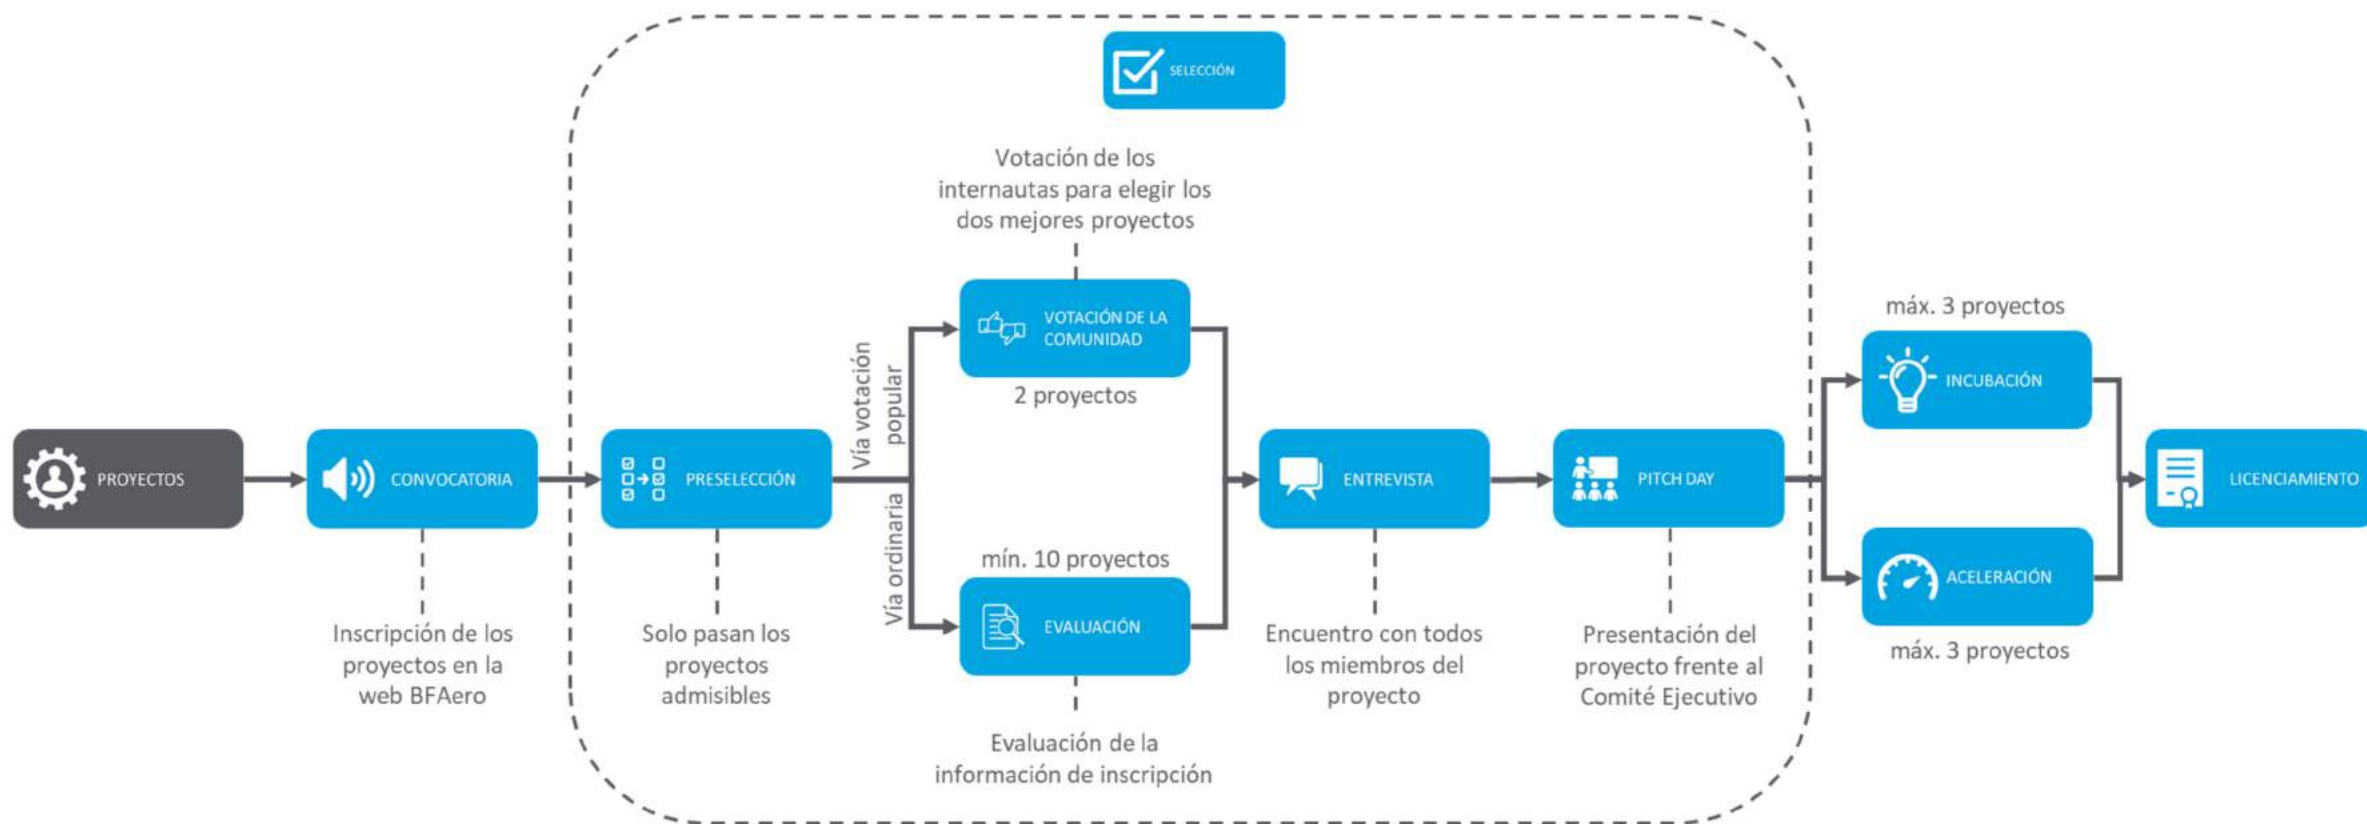 SELECCIÓN
Votación de los
internautas para elegir los
dos mejores proyectos
VOTACIÓN DE LA
COMUNIDAD
2 proyectos
Vía votación
popular
Vía ordinaria
PROYECTOS
CONVOCATORIA
Inscripción de los
proyectos en la
web BFAero
PRESELECCIÓN
Solo pasan los
proyectos
admisibles
mín. 10 proyectos
EVALUACIÓN
Evaluación de la
información de inscripción
ENTREVISTA
Encuentro con todos
los miembros del
proyecto
PITCH DAY
Presentación del
proyecto frente al
Comité Ejecutivo
máx. 3 proyectos
INCUBACIÓN
ACELERACIÓN
máx. 3 proyectos
LICENCIAMIENTO